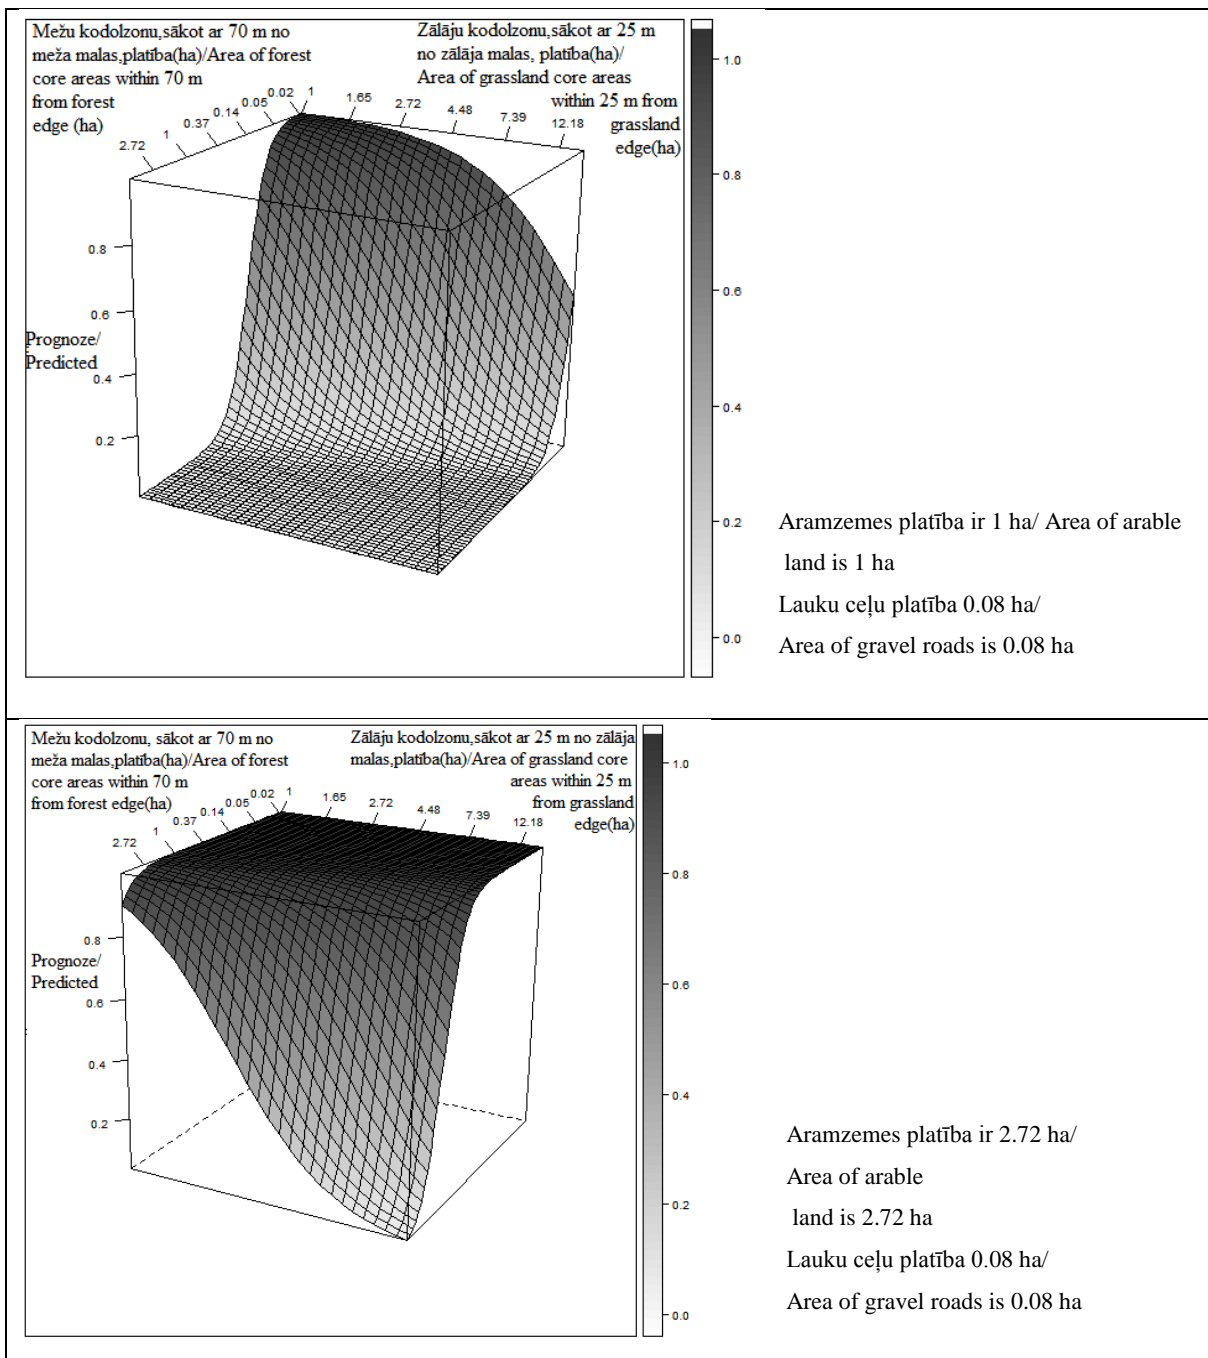 Mežu kodolzonu,sākot ar 70 m no
meža malas,platība(ha)/Area of forest
core areas within 70 m
from forest
edge (ha)
Zālāju kodolzonu,sākot ar 25 m
no zālāja malas, platība(ha)/
Area of grassland core areas
within 25 m from
grassland
edge(ha)
2.72
1
0.37
0.14
0.05
0.02
1
1.65
2.72
4.48
7.39
12.18
0.8
0.6
Prognoze/
Predicted
0.4
0.2
1.0
0.8
0.6
0.4
0.2
0.0
Aramzemes platība ir 1 ha/ Area of arable
land is 1 ha
Lauku ceļu platība 0.08 ha/
Area of gravel roads is 0.08 ha
Mežu kodolzonu, sākot ar 70 m no
meža malas,platība(ha)/Area of forest
core areas within 70 m
from forest edge(ha)
Zālāju kodolzonu,sākot ar 25 m no zālāja
malas,platība(ha)/Area of grassland core
areas within 25 m
from grassland
edge(ha)
2.72
1
0.37
0.14
0.05
0.02
1
1.65
2.72
4.48
7.39
12.18
0.8
Prognoze/
Predicted
0.6
0.4
0.2
1.0
0.8
0.6
0.4
0.2
0.0
Aramzemes platība ir 2.72 ha/
Area of arable
land is 2.72 ha
Lauku ceļu platība 0.08 ha/
Area of gravel roads is 0.08 ha